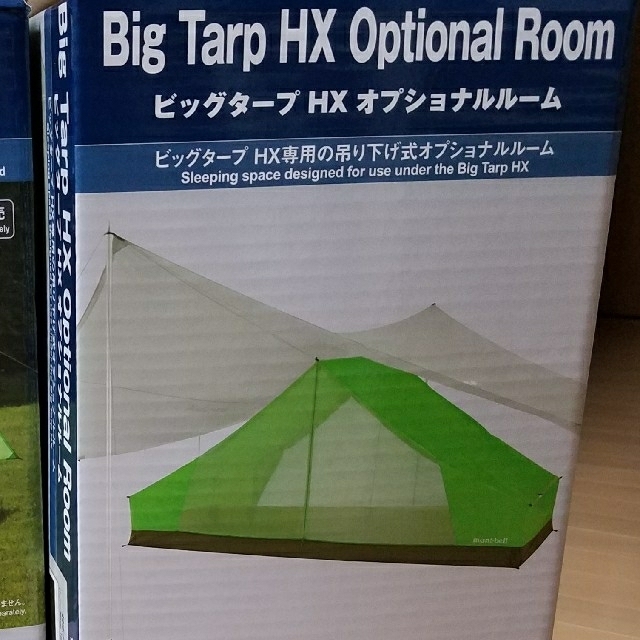 Big Tarp HX Optional Room
ビッグタープ HX オプショナルルーム
ビッグタープ HX専用の吊り下げ式オプショナルルーム
Sleeping space designed for use under the Big Tarp HX
mont-bell
Big Tarp HX Optional Room
ません。